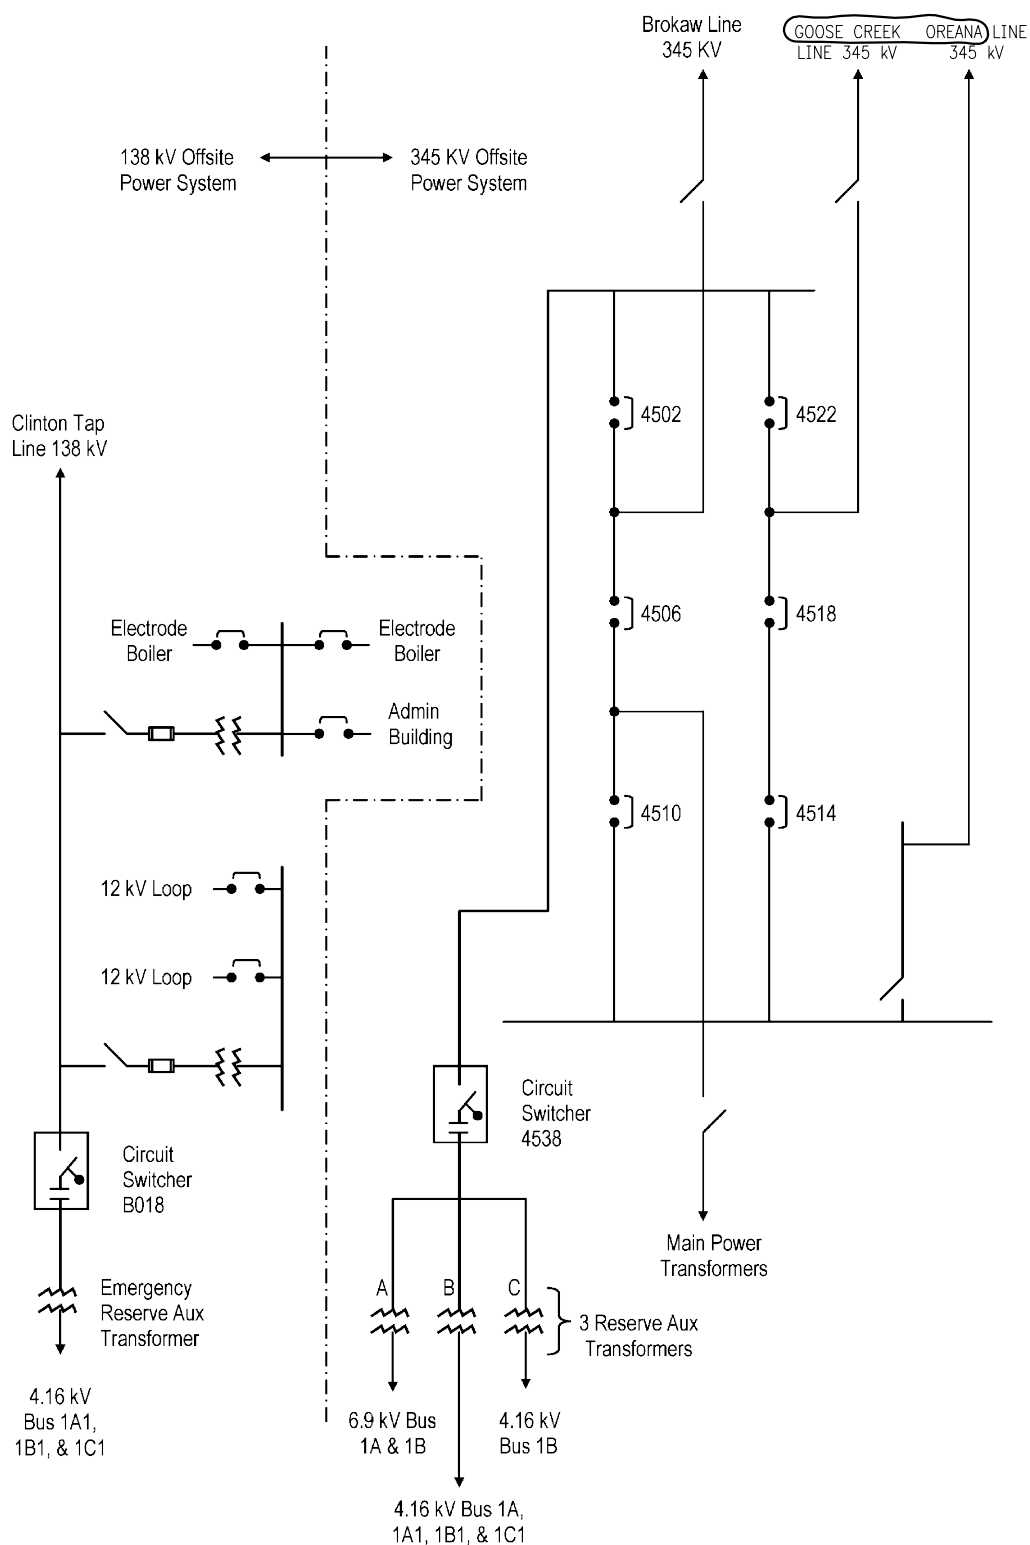 Brokaw Line
345 KV
GOOSE CREEK
LINE 345 kV
OREANA LINE
345 kV
138 kV Offsite
Power System
345 KV Offsite
Power System
Clinton Tap
Line 138 kV
4502
4522
Electrode
Boiler
Electrode
Boiler
4506
4518
Admin
Building
4510
4514
12 kV Loop
12 kV Loop
Circuit
Switcher
4538
Circuit
Switcher
B018
Main Power
Transformers
Emergency
Reserve Aux
Transformer
A
B
C
3 Reserve Aux
Transformers
4.16 kV
Bus 1A1,
1B1, & 1C1
6.9 kV Bus
1A & 1B
4.16 kV
Bus 1B
4.16 kV Bus 1A,
1A1, 1B1, & 1C1